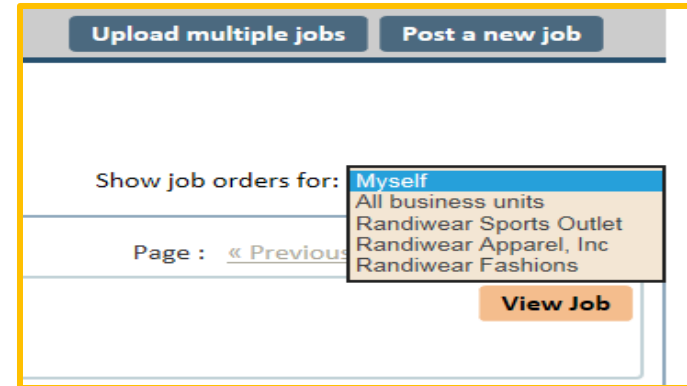 Upload multiple jobs Post a new job
Show job orders for: Myself
All business units
Randiwear Sports Outlet
Randiwear Apparel, Inc
Randiwear Fashions
Page : « Previous
View Job